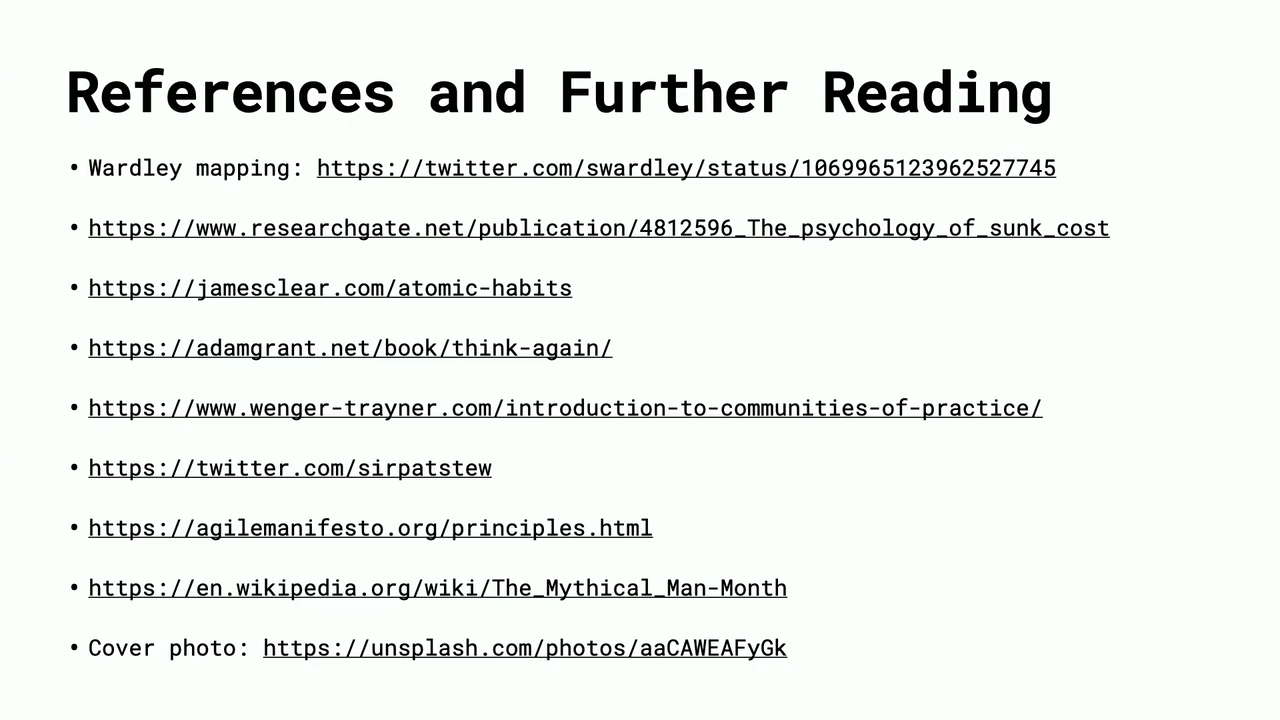 References and Further Reading
• Wardley mapping: https://twitter.com/swardley/status/1069965123962527745
• https://www.researchgate.net/publication/4812596_The_psychology_of_sunk_cost
• https://jamesclear.com/atomic-habits
• https://adamgrant.net/book/think-again/
• https://www.wenger-trayner.com/introduction-to-communities-of-practice/
• https://twitter.com/sirpatstew
• https://agilemanifesto.org/principles.html
• https://en.wikipedia.org/wiki/The_Mythical_Man-Month
• Cover photo: https://unsplash.com/photos/aaCAWEAFyGk